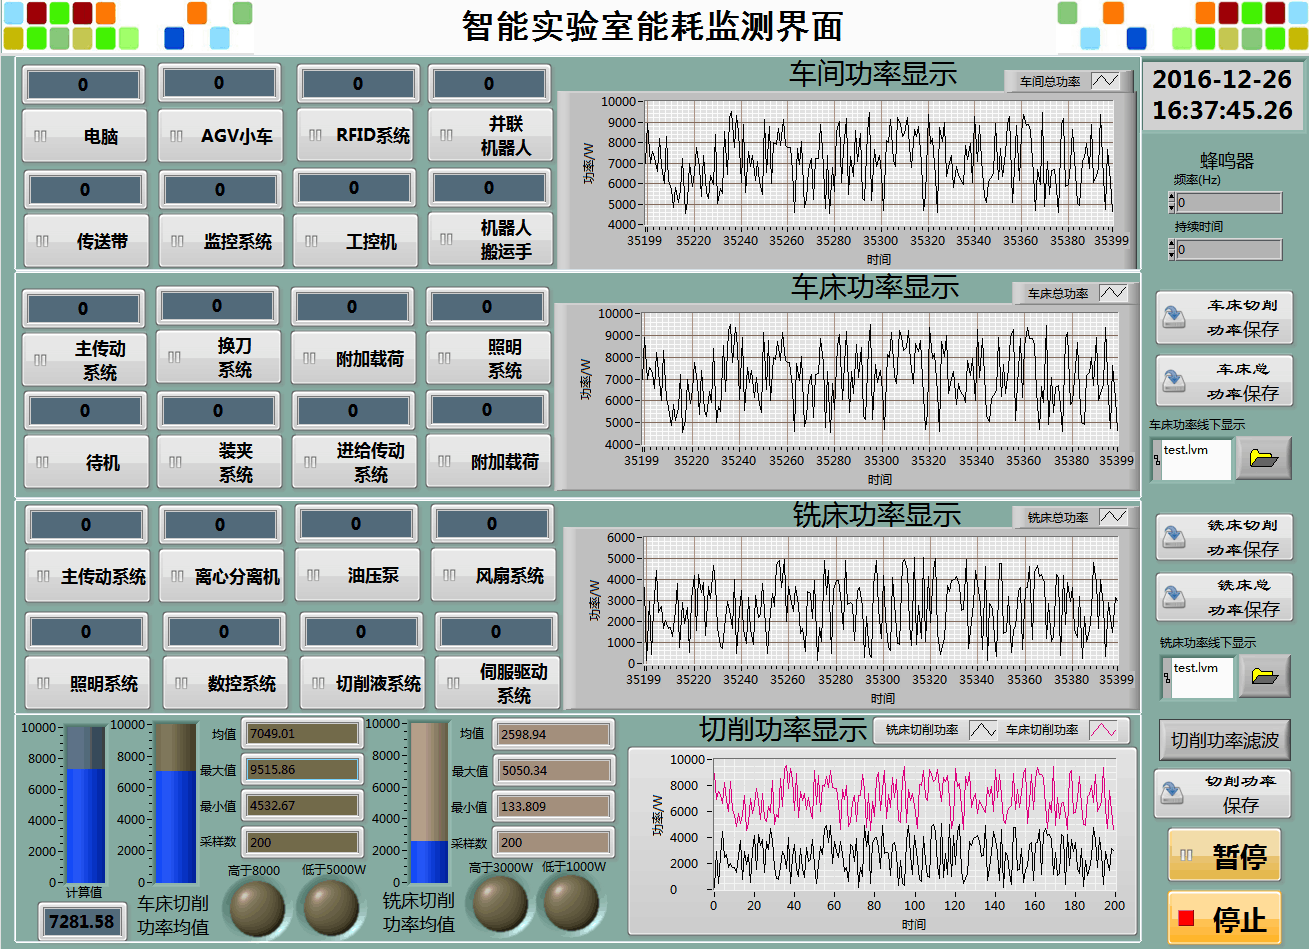 智能实验室能耗监测界面
2016-12-26
16:37:45.26
0 0 0 0
电脑 AGV小车 RFID系统 并联
机器人
0 0 0 0
传送带 监控系统 工控机 机器人
搬运手
车间功率显示
车间总功率
功率/W
10000
9000
8000
7000
6000
5000
4000
35199 35220 35240 35260 35280 35300 35320 35340 35360 35380 35399
时间
蜂鸣器
频率(Hz)
0
持续时间
0
0 0 0 0
主传动
系统
换刀
系统
附加载荷
照明
系统
0 0 0 0
待机
装夹
系统
进给传动
系统
附加载荷
车床功率显示
车床总功率
功率/W
10000
9000
8000
7000
6000
5000
4000
35199 35220 35240 35260 35280 35300 35320 35340 35360 35380 35399
时间
车床切削
功率保存
车床总
功率保存
车床功率线下显示
test.lvm
0 0 0 0
主传动系统 离心分离机 油压泵 风扇系统
0 0 0 0
照明系统 数控系统 切削液系统 伺服驱动
系统
铣床功率显示
铣床总功率
功率/W
6000
5000
4000
3000
2000
1000
0
35199 35220 35240 35260 35280 35300 35320 35340 35360 35380 35399
时间
铣床切削
功率保存
铣床总
功率保存
铣床功率线下显示
test.lvm
10000
8000
6000
4000
2000
0
计算值
7281.58
10000
8000
6000
4000
2000
0
车床切削
功率均值
均值 7049.01
最大值 9515.86
最小值 4532.67
采样数 200
高于8000 低于5000W
10000
8000
6000
4000
2000
0
铣床切削
功率均值
均值 2598.94
最大值 5050.34
最小值 133.809
采样数 200
高于3000W 低于1000W
切削功率显示
铣床切削功率 车床切削功率
功率/W
10000
8000
6000
4000
2000
0
0 20 40 60 80 100 120 140 160 180 200
时间
切削功率滤波
切削功率
保存
暂停
停止